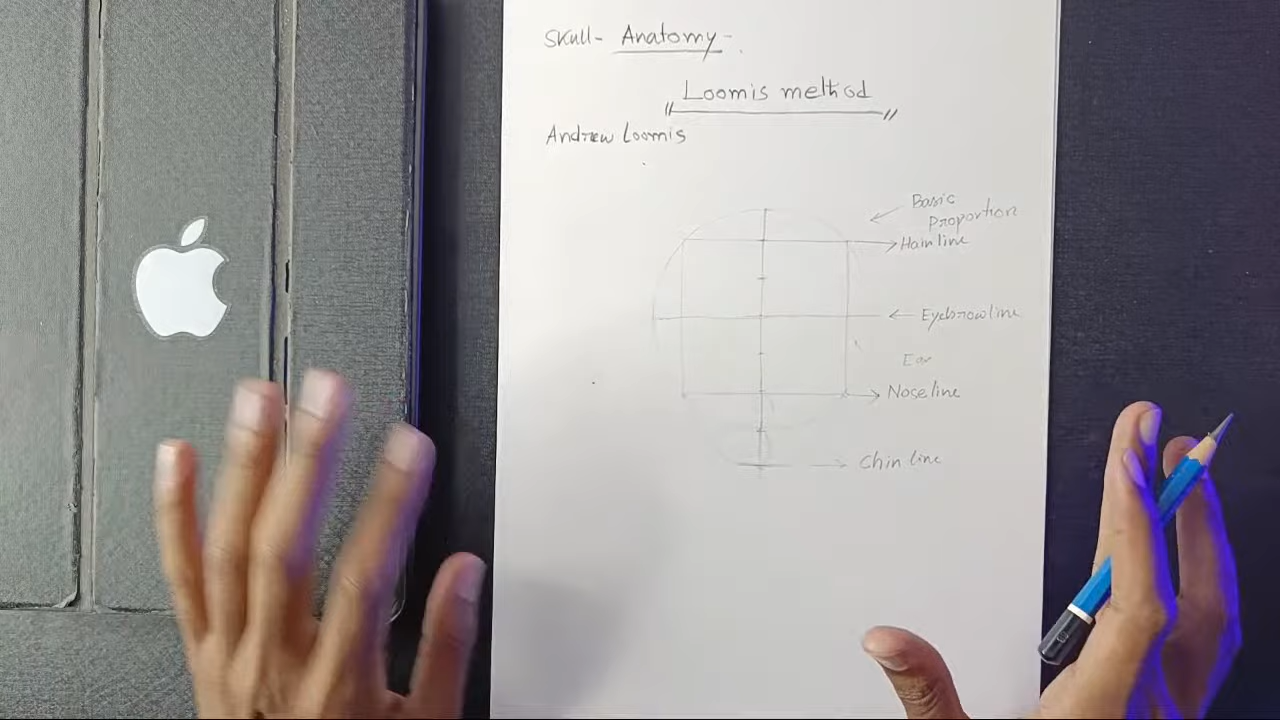 Skull- Anatomy-
Loomis method
Andrew Loomis
Basic
Proportion
Hairline
Eyebrowline
Ear
Noseline
Chin line